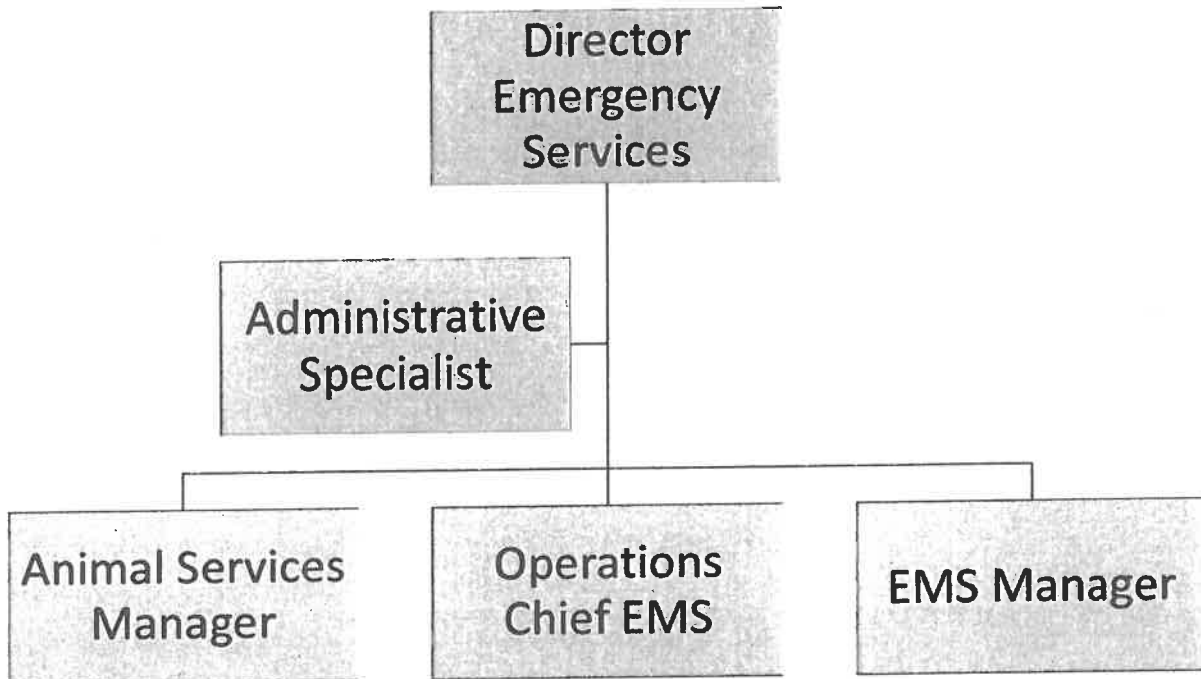 Director
Emergency
Services
Administrative
Specialist
Animal Services
Manager
Operations
Chief EMS
EMS Manager